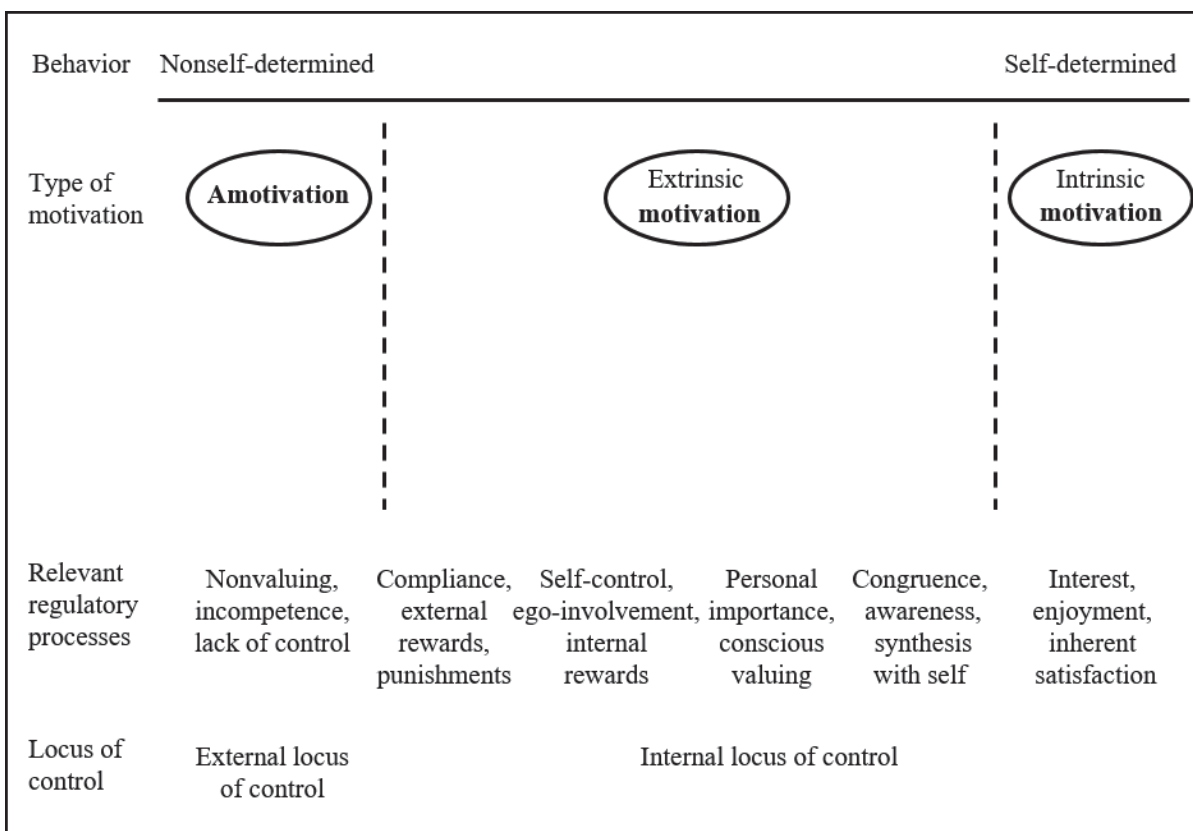 Behavior Nonself-determined Self-determined
Type of
motivation
Amotivation
Extrinsic
motivation
Intrinsic
motivation
Relevant
regulatory
processes
Nonvaluing,
incompetence,
lack of control
Compliance,
external
rewards,
punishments
Self-control,
ego-involvement,
internal
rewards
Personal
importance,
conscious
valuing
Congruence,
awareness,
synthesis
with self
Interest,
enjoyment,
inherent
satisfaction
Locus of
control
External locus
of control
Internal locus of control